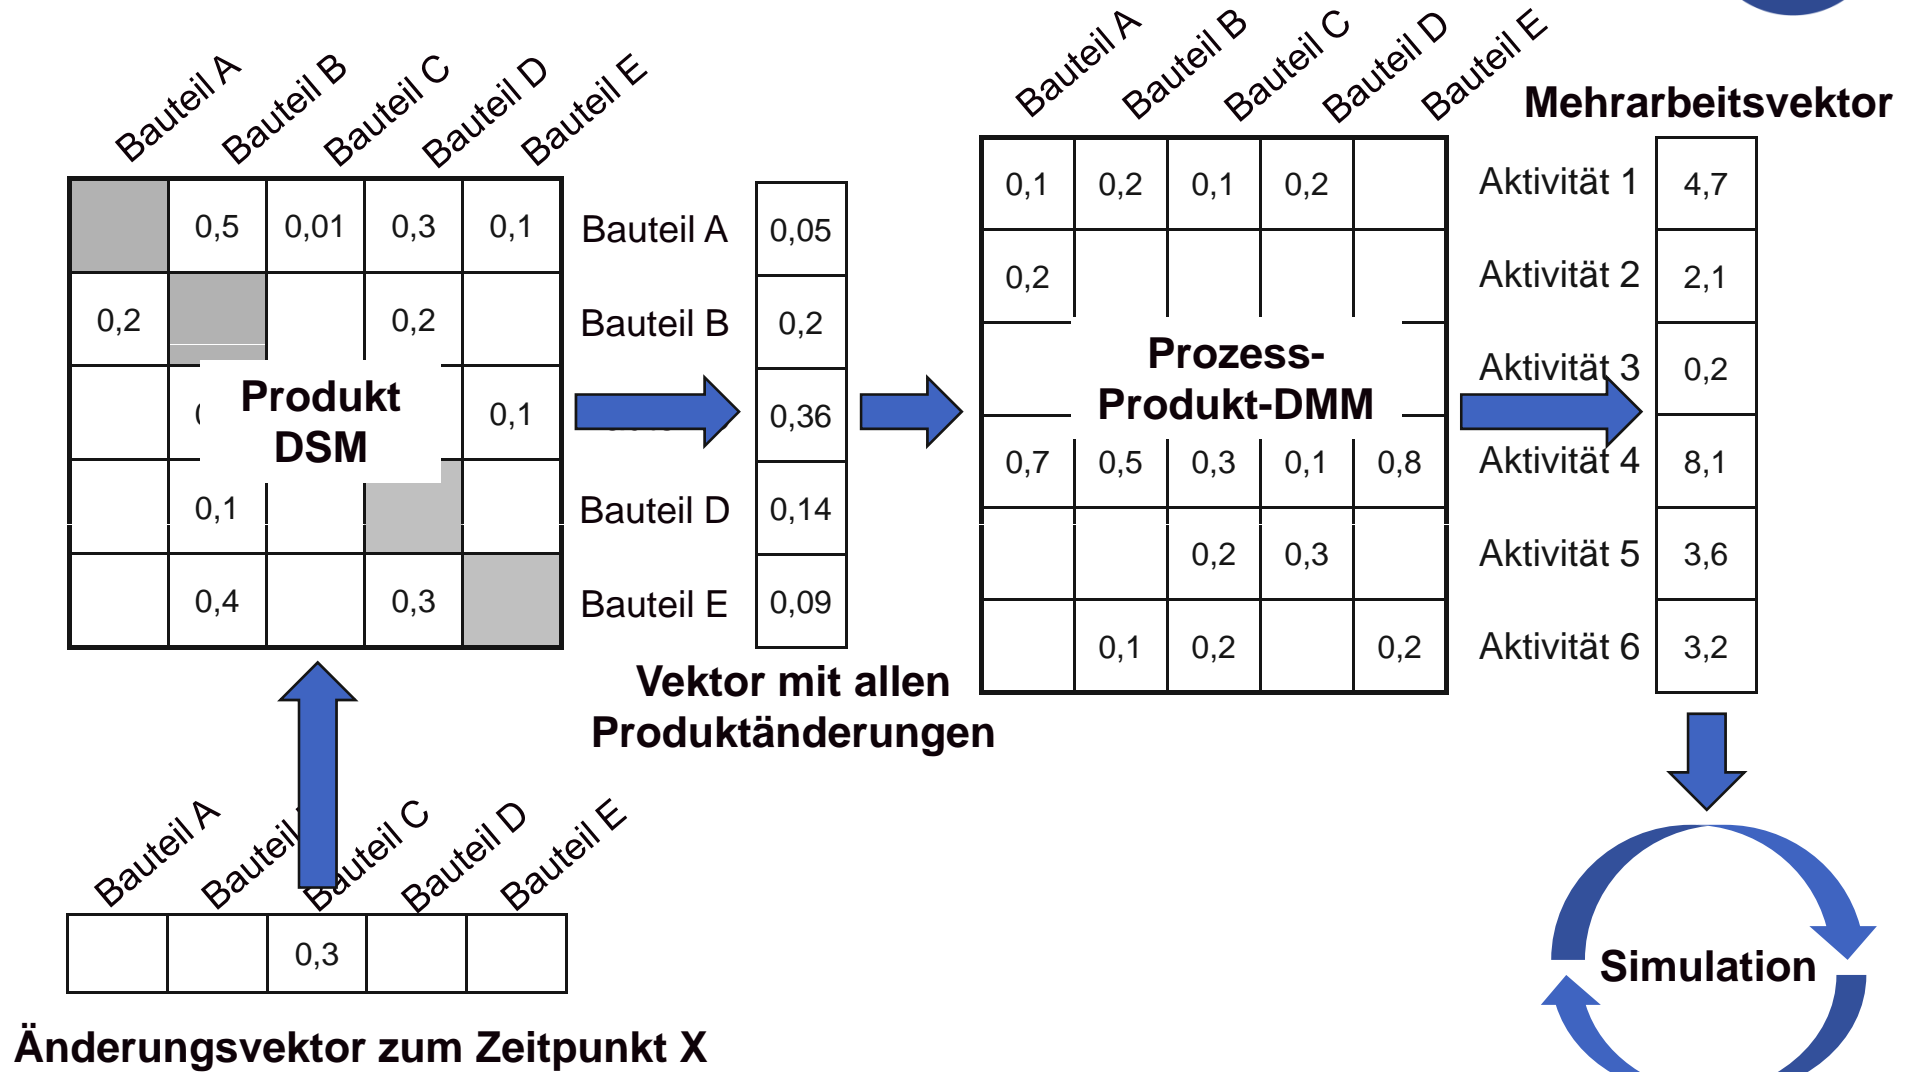 Bauteil A
Bauteil B
Bauteil C
Bauteil D
Bauteil E
0,5 0,01 0,3 0,1
0,2 0,2
0,1
0,1
0,4 0,3
Produkt
DSM
Bauteil A
Bauteil B
Bauteil D
Bauteil E
0,05
0,2
0,36
0,14
0,09
Vektor mit allen
Produktänderungen
Bauteil A
Bauteil B
Bauteil C
Bauteil D
Bauteil E
0,1 0,2 0,1 0,2
0,2
0,7 0,5 0,3 0,1 0,8
0,2 0,3
0,1 0,2 0,2
Prozess-
Produkt-DMM
Mehrarbeitsvektor
Aktivität 1 4,7
Aktivität 2 2,1
Aktivität 3 0,2
Aktivität 4 8,1
Aktivität 5 3,6
Aktivität 6 3,2
Simulation
Bauteil A
Bauteil
Bauteil C
Bauteil D
Bauteil E
0,3
Änderungsvektor zum Zeitpunkt X